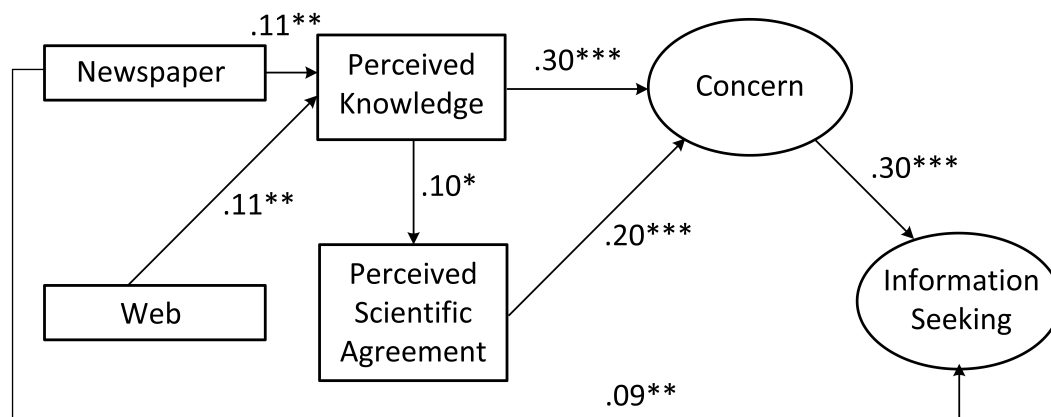 .11**
Newspaper
Perceived
Knowledge
.30***
Concern
.11**
.10*
.20***
.30***
Web
Perceived
Scientific
Agreement
Information
Seeking
.09**